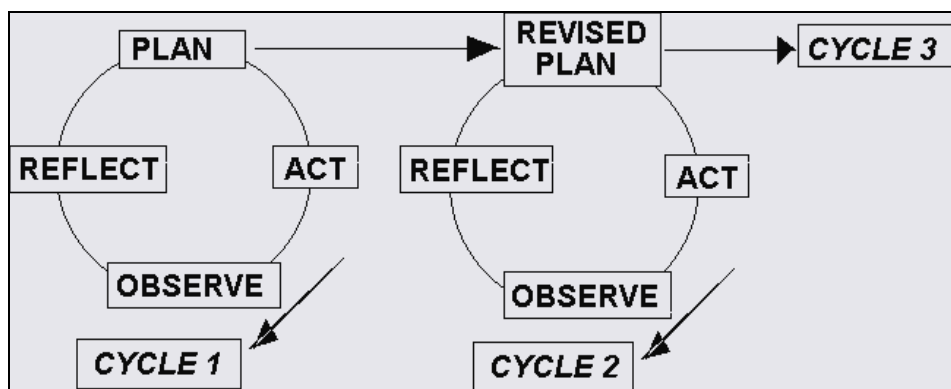 PLAN
REVISED
PLAN
CYCLE 3
REFLECT
ACT
REFLECT
ACT
OBSERVE
OBSERVE
CYCLE 1
CYCLE 2